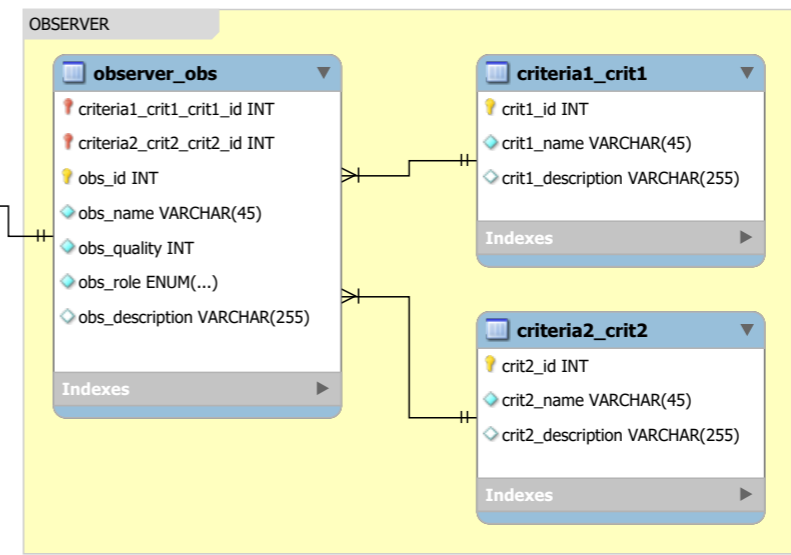 OBSERVER
observer_obs
criteria1_crit1_crit1_id INT
criteria2_crit2_crit2_id INT
obs_id INT
obs_name VARCHAR(45)
obs_quality INT
obs_role ENUM(...)
obs_description VARCHAR(255)
Indexes
criteria1_crit1
crit1_id INT
crit1_name VARCHAR(45)
crit1_description VARCHAR(255)
Indexes
criteria2_crit2
crit2_id INT
crit2_name VARCHAR(45)
crit2_description VARCHAR(255)
Indexes